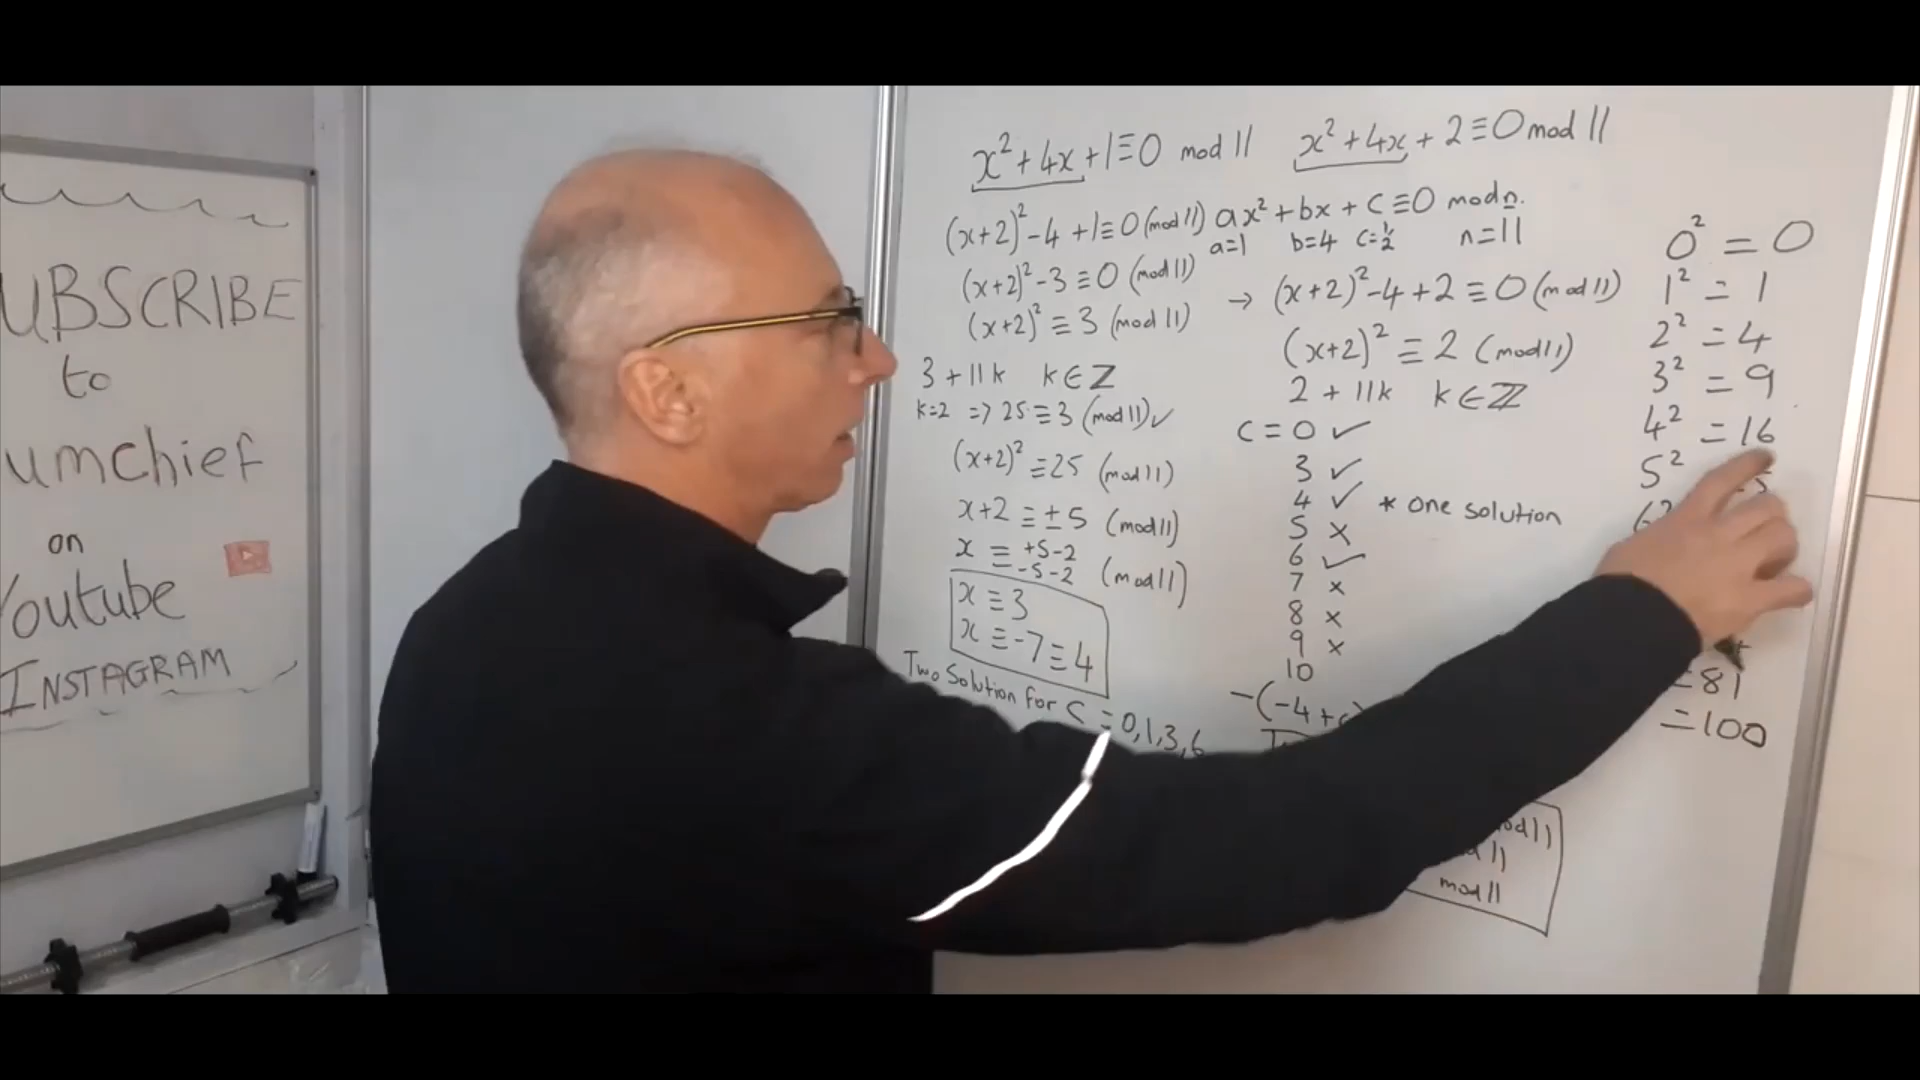 UBSCRIBE
to
umchief
on
Youtube
INSTAGRAM
x² + 4x + 1 ≡ 0 mod 11
(x+2)² - 4 + 1 ≡ 0 (mod 11)
(x+2)² - 3 ≡ 0 (mod 11)
(x+2)² ≡ 3 (mod 11)
3 + 11k k ∈ Z
k=2 => 25 ≡ 3 (mod 11) ✓
(x+2)² ≡ 25 (mod 11)
x+2 ≡ ± 5 (mod 11)
x ≡ +5-2
-5-2 (mod 11)
x ≡ 3
x ≡ -7 ≡ 4
Two Solution for C = 0,1,3,6
x² + 4x + 2 ≡ 0 mod 11
ax² + bx + c ≡ 0 mod n.
a=1 b=4 c=½ n=11
→ (x+2)² - 4 + 2 ≡ 0 (mod 11)
(x+2)² ≡ 2 (mod 11)
2 + 11k k ∈ ℤ
C = 0 ✓
3 ✓
4 ✓ * one solution
5 ×
6 ✓
7 ×
8 ×
9 ×
10
-(-4+c)
mod 11
0² = 0
1² = 1
2² = 4
3² = 9
4² = 16
5²
= 81
= 100